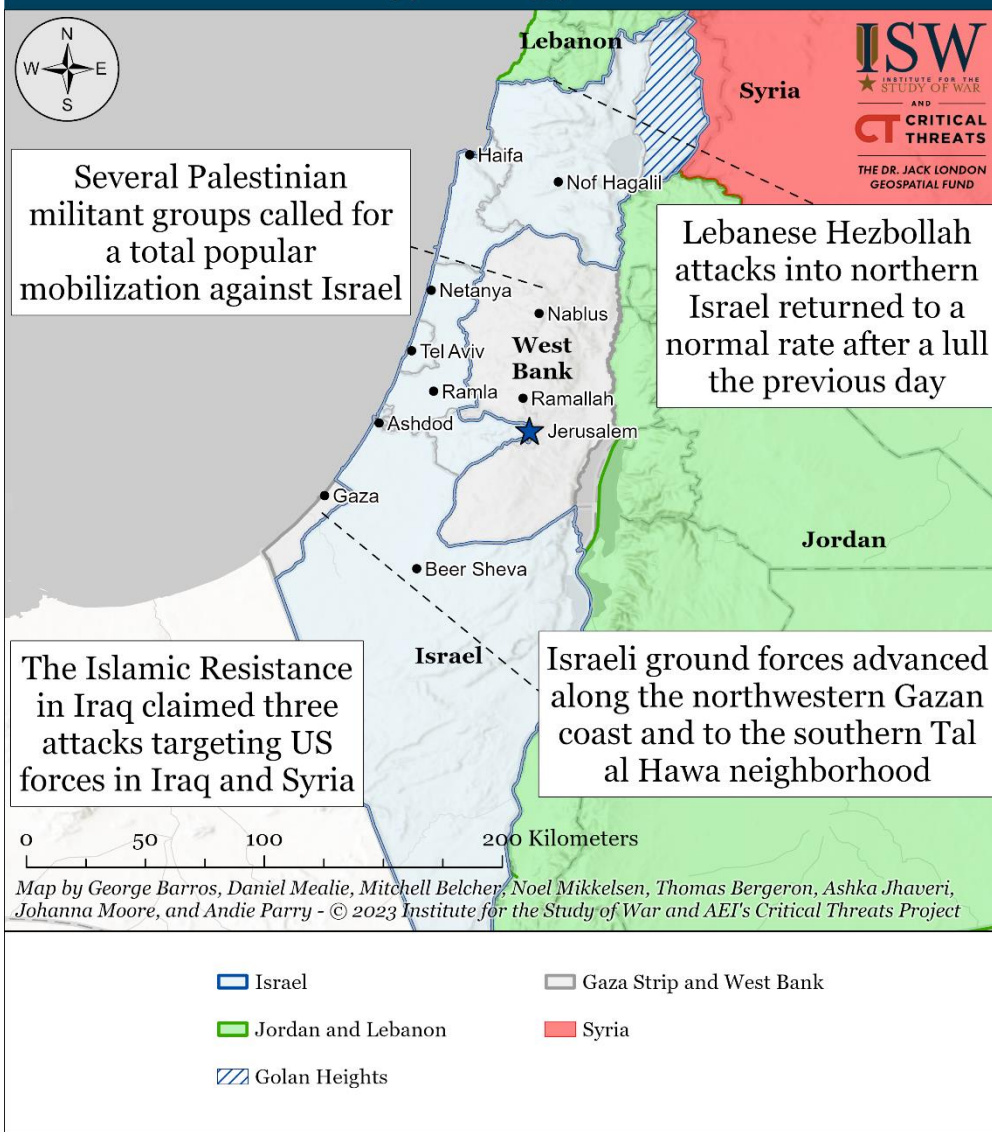 N
W
E
S
Lebanon
Syria
ISW
INSTITUTE FOR THE
STUDY OF WAR
AND
CT CRITICAL
THREATS
THE DR. JACK LONDON
GEOSPATIAL FUND
Haifa
Nof Hagalil
Several Palestinian
militant groups called for
a total popular
mobilization against Israel
Lebanese Hezbollah
attacks into northern
Israel returned to a
normal rate after a lull
the previous day
Netanya
Nablus
Tel Aviv
West
Bank
Ramla
Ramallah
Ashdod
Jerusalem
Gaza
Jordan
Beer Sheva
Israel
The Islamic Resistance
in Iraq claimed three
attacks targeting US
forces in Iraq and Syria
Israeli ground forces advanced
along the northwestern Gazan
coast and to the southern Tal
al Hawa neighborhood
0 50 100 200 Kilometers
Map by George Barros, Daniel Mealie, Mitchell Belcher, Noel Mikkelsen, Thomas Bergeron, Ashka Jhaveri,
Johanna Moore, and Andie Parry - © 2023 Institute for the Study of War and AEI's Critical Threats Project
Israel
Gaza Strip and West Bank
Jordan and Lebanon
Syria
Golan Heights